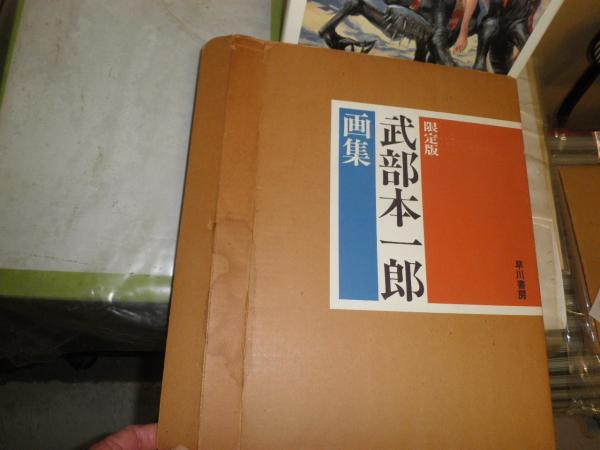 限定版
武部本一郎
画集
早川書房